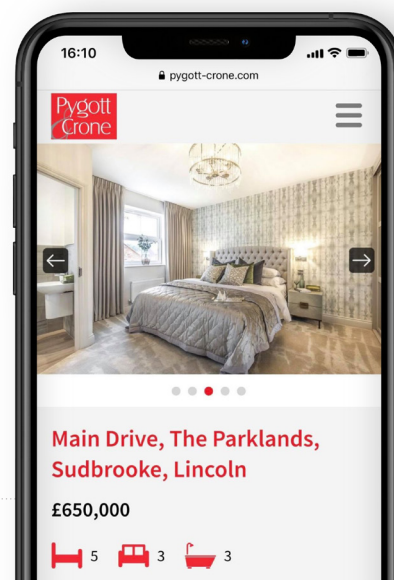 16:10
pygott-crone.com
Pygott
& Crone
Main Drive, The Parklands,
Sudbrooke, Lincoln
£650,000
5 3 3